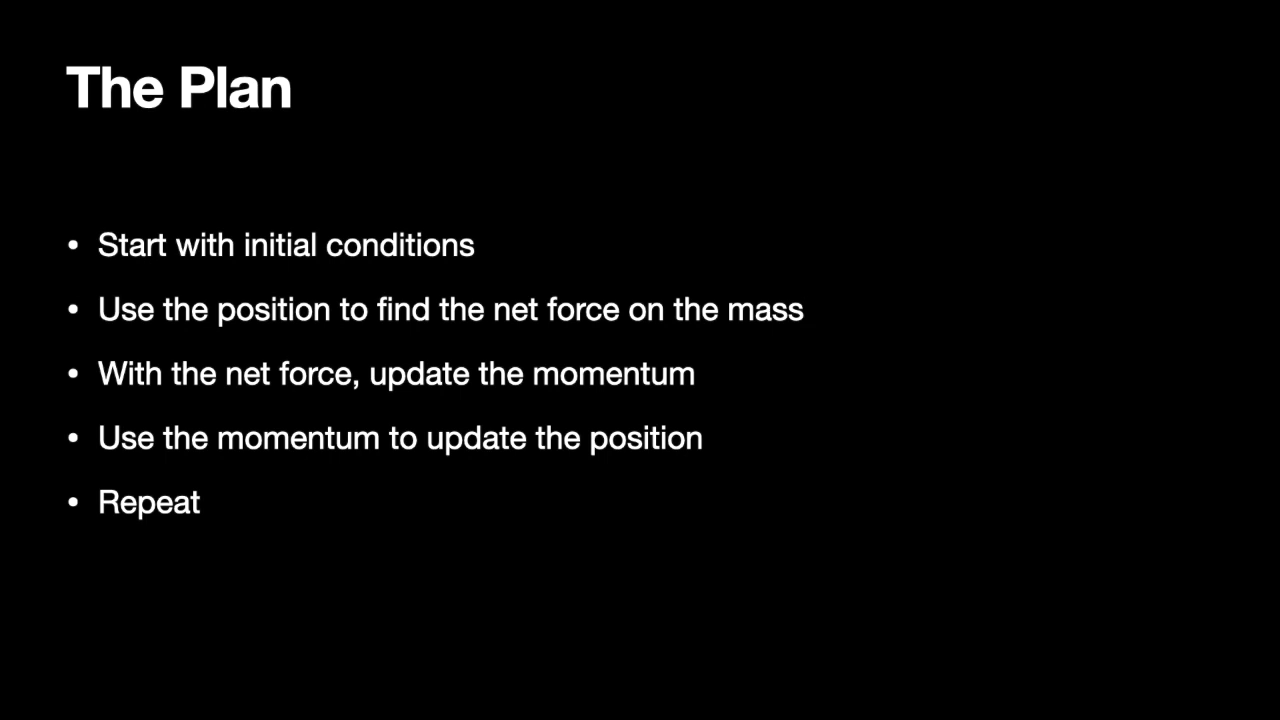 The Plan
• Start with initial conditions
• Use the position to find the net force on the mass
• With the net force, update the momentum
• Use the momentum to update the position
• Repeat